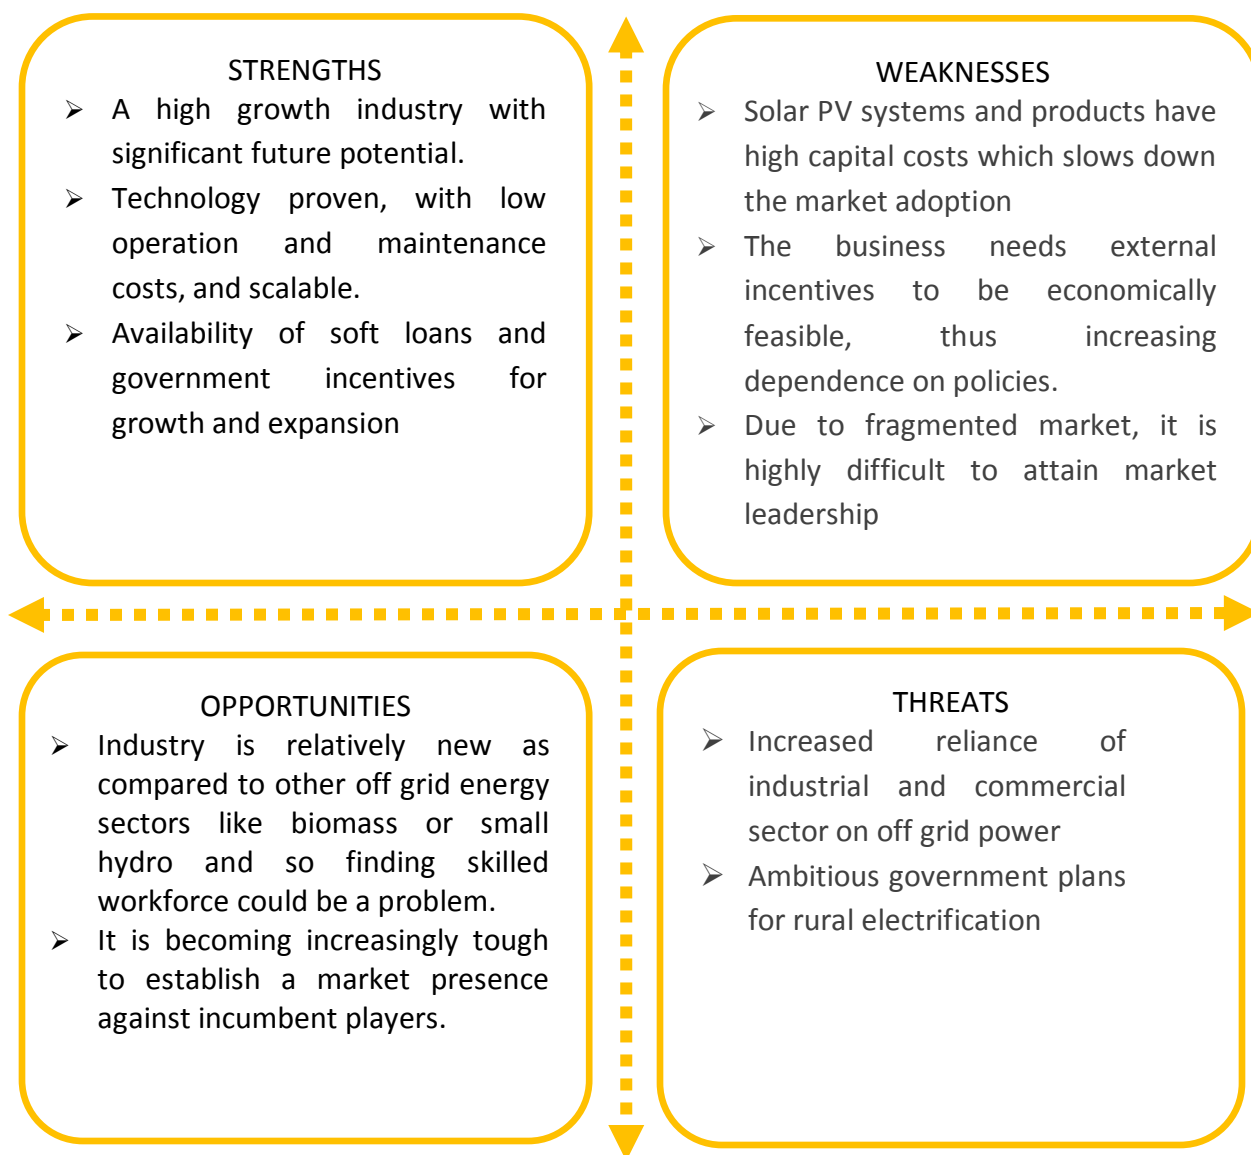 STRENGTHS
➢ A high growth industry with
significant future potential.
➢ Technology proven, with low
operation and maintenance
costs, and scalable.
➢ Availability of soft loans and
government incentives for
growth and expansion
WEAKNESSES
➢ Solar PV systems and products have
high capital costs which slows down
the market adoption
➢ The business needs external
incentives to be economically
feasible, thus increasing
dependence on policies.
➢ Due to fragmented market, it is
highly difficult to attain market
leadership
OPPORTUNITIES
➢ Industry is relatively new as
compared to other off grid energy
sectors like biomass or small
hydro and so finding skilled
workforce could be a problem.
➢ It is becoming increasingly tough
to establish a market presence
against incumbent players.
THREATS
➢ Increased reliance of
industrial and commercial
sector on off grid power
➢ Ambitious government plans
for rural electrification